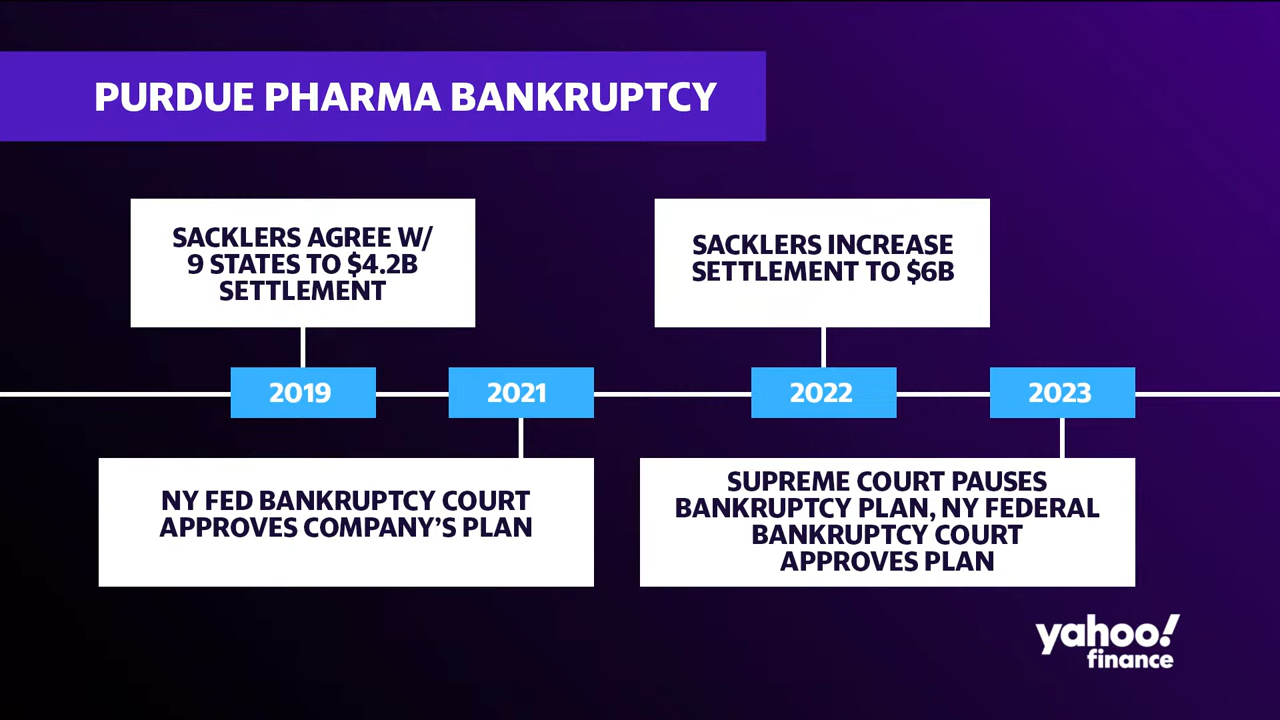 PURDUE PHARMA BANKRUPTCY
SACKLERS AGREE W/
9 STATES TO $4.2B
SETTLEMENT
SACKLERS INCREASE
SETTLEMENT TO $6B
2019
2021
2022
2023
NY FED BANKRUPTCY COURT
APPROVES COMPANY’S PLAN
SUPREME COURT PAUSES
BANKRUPTCY PLAN, NY FEDERAL
BANKRUPTCY COURT
APPROVES PLAN
yahoo!
finance